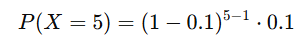 P(X = 5) = (1 − 0.1)⁵⁻¹ · 0.1